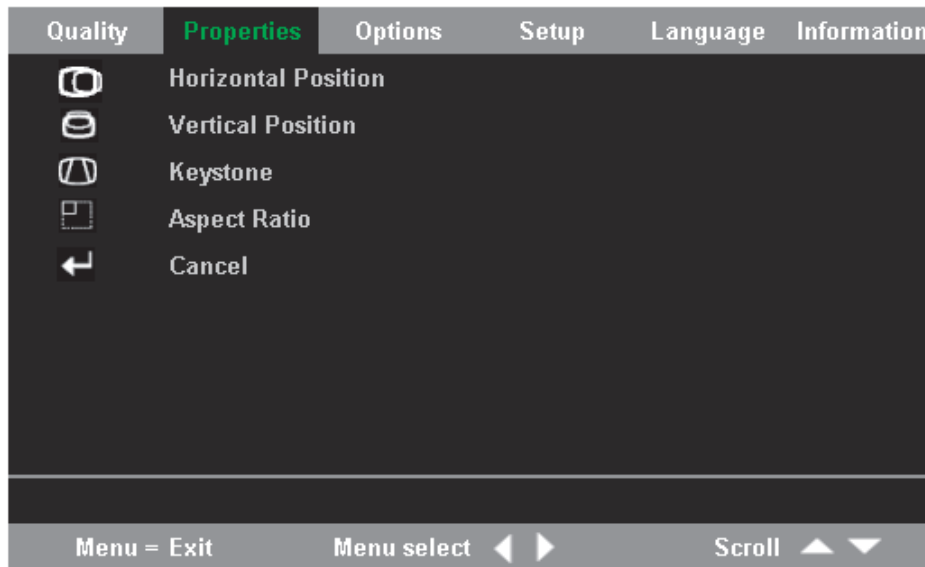 Quality Properties Options Setup Language Information
Horizontal Position
Vertical Position
Keystone
Aspect Ratio
Cancel
Menu = Exit Menu select Scroll